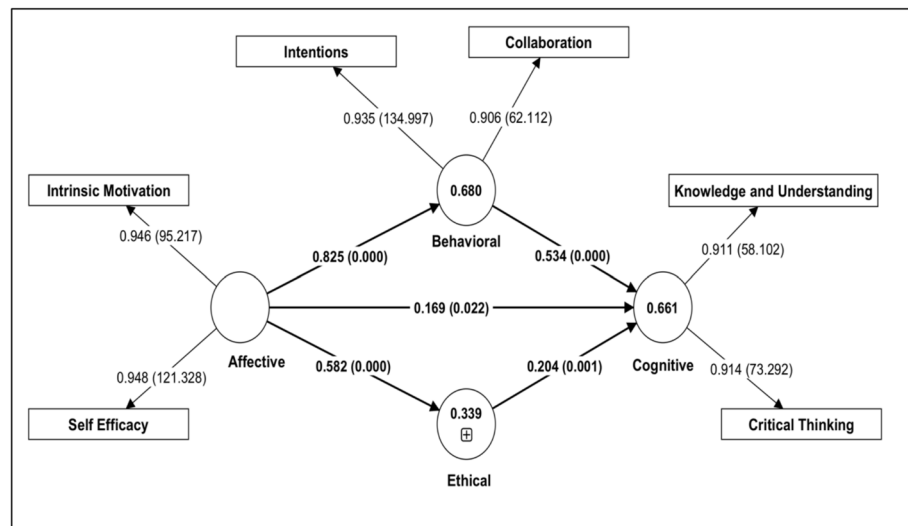 Collaboration
Intentions
0.935 (134.997)
0.906 (62.112)
Intrinsic Motivation
0.680
Knowledge and Understanding
0.946 (95.217)
Behavioral
0.911 (58.102)
0.825 (0.000)
0.534 (0.000)
0.169 (0.022)
0.661
Affective
0.582 (0.000)
0.204 (0.001)
Cognitive
0.948 (121.328)
0.914 (73.292)
0.339
Self Efficacy
Critical Thinking
Ethical